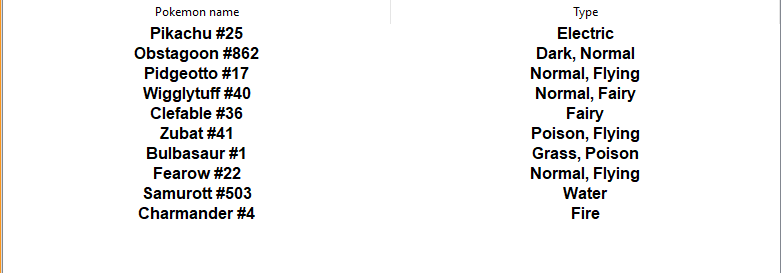 Pokemon name Type
Pikachu #25 Electric
Obstagoon #862 Dark, Normal
Pidgeotto #17 Normal, Flying
Wigglytuff #40 Normal, Fairy
Clefable #36 Fairy
Zubat #41 Poison, Flying
Bulbasaur #1 Grass, Poison
Fearow #22 Normal, Flying
Samurott #503 Water
Charmander #4 Fire